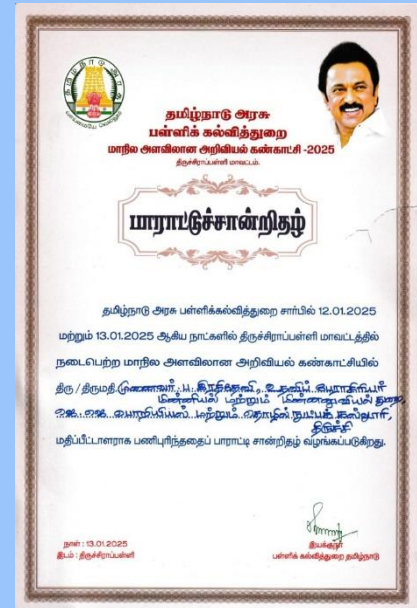 தமிழ்நாடு அரசு
பள்ளிக் கல்வித்துறை
மாநில அளவிலான அறிவியல் கண்காட்சி -2025
திருச்சிராப்பள்ளி மாவட்டம்.
பாராட்டுச்சான்றிதழ்
தமிழ்நாடு அரசு பள்ளிக்கல்வித்துறை சார்பில் 12.01.2025
மற்றும் 13.01.2025 ஆகிய நாட்களில் திருச்சிராப்பள்ளி மாவட்டத்தில்
நடைபெற்ற மாநில அளவிலான அறிவியல் கண்காட்சியில்
திரு / திருமதி. முனைவர். உதவிப் பேராசிரியர்
மின்னியல் மற்றும் மின்னணுவியல் துறை,
ஜெ. ஜெ. பொறியியல் மற்றும் தொழில் நுட்பக் கல்லூரி,
திருச்சி
மதிப்பீட்டாளராக பணிபுரிந்ததைப் பாராட்டி சான்றிதழ் வழங்கப்படுகிறது.
நாள் : 13.01.2025
இடம் : திருச்சிராப்பள்ளி
இயக்குநர்
பள்ளிக் கல்வித்துறை தமிழ்நாடு